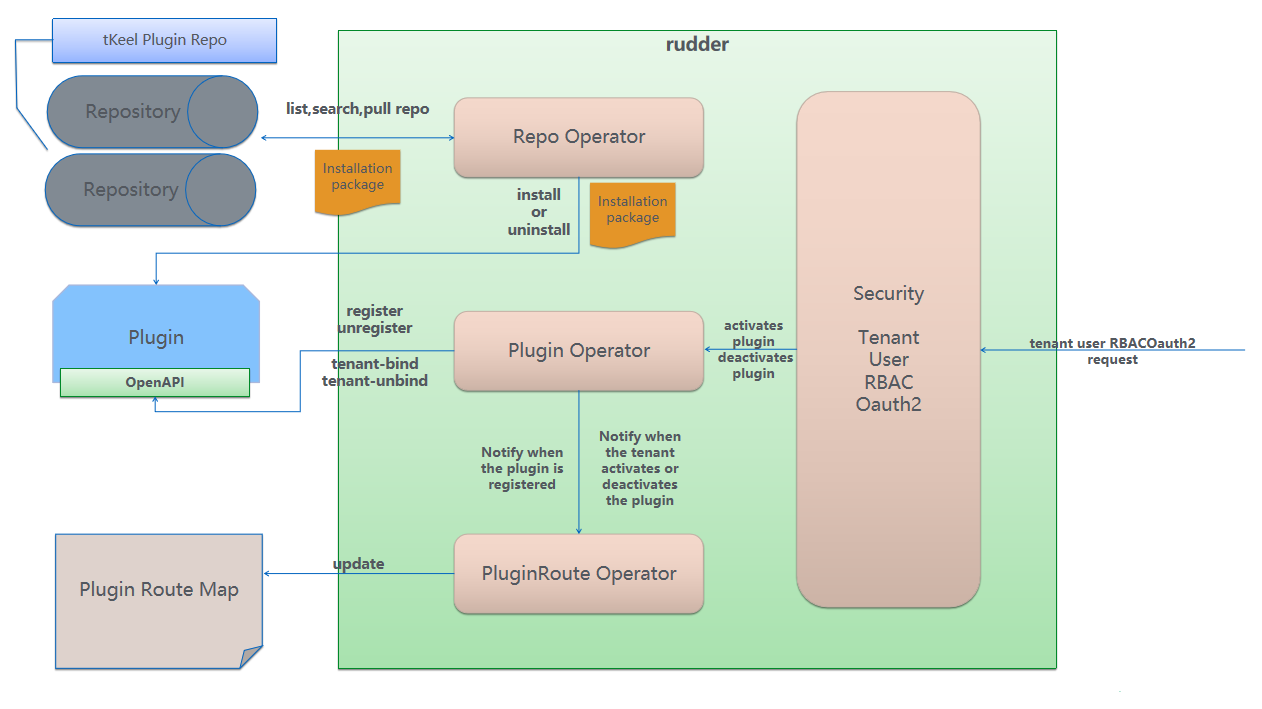 tKeel Plugin Repo
rudder
Repository
list,search,pull repo
Repo Operator
Installation
package
Repository
install
or
uninstall
Installation
package
Security
Tenant
User
RBAC
Oauth2
Plugin
OpenAPI
register
unregister
tenant-bind
tenant-unbind
Plugin Operator
activates
plugin
deactivates
plugin
tenant user RBACOauth2
request
Notify when
the plugin is
registered
Notify when
the tenant
activates or
deactivates
the plugin
Plugin Route Map
update
PluginRoute Operator